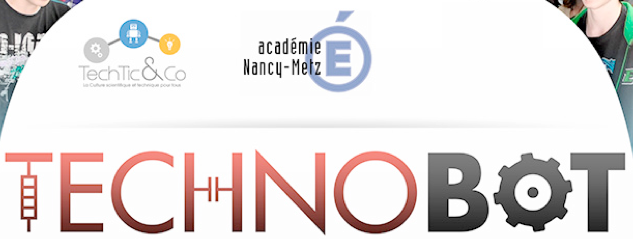 TechTic&Co
La Culture scientifique et technique pour tous
académie
Nancy-Metz
É
TECHNOBOT